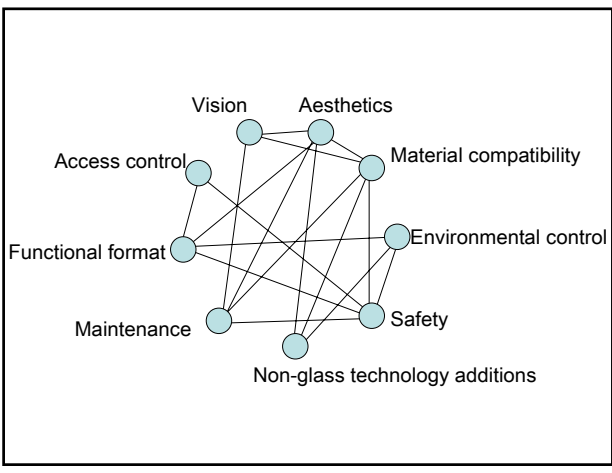 Vision
Aesthetics
Access control
Material compatibility
Functional format
Environmental control
Maintenance
Safety
Non-glass technology additions